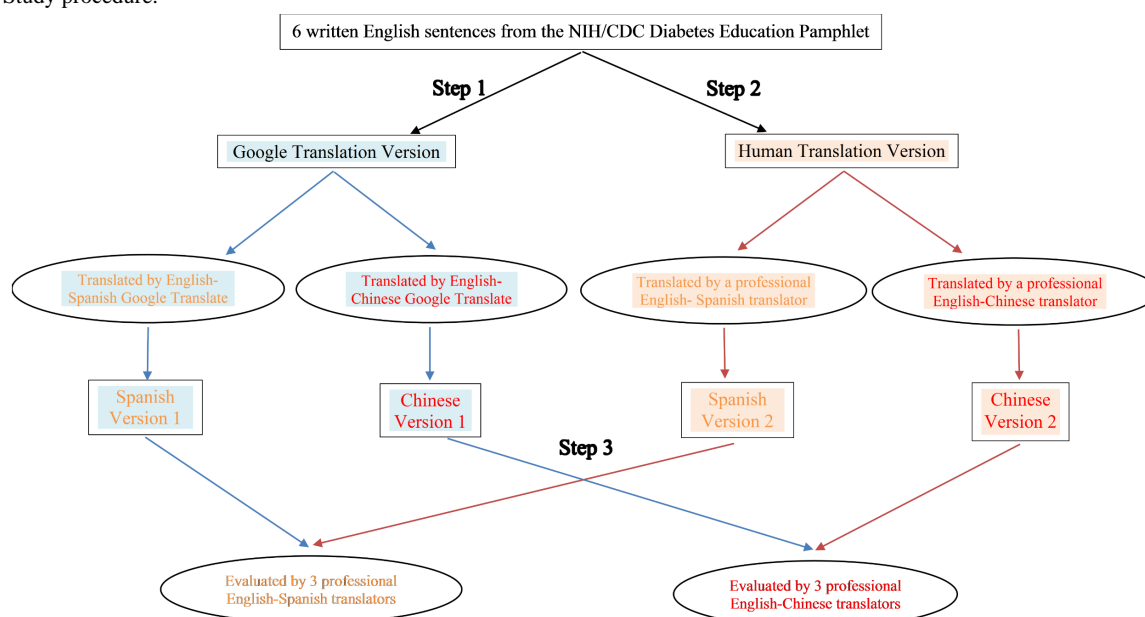 Study procedure.
6 written English sentences from the NIH/CDC Diabetes Education Pamphlet
Step 1
Step 2
Google Translation Version
Human Translation Version
Translated by English-
Spanish Google Translate
Translated by English-
Chinese Google Translate
Translated by a professional
English- Spanish translator
Translated by a professional
English-Chinese translator
Spanish
Version 1
Chinese
Version 1
Spanish
Version 2
Chinese
Version 2
Step 3
Evaluated by 3 professional
English-Spanish translators
Evaluated by 3 professional
English-Chinese translators